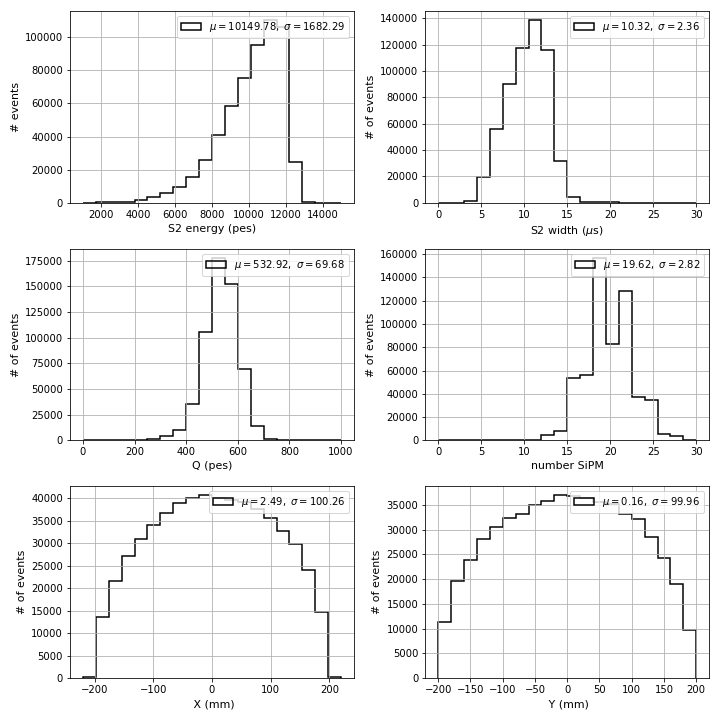 μ = 10149.78, σ = 1682.29
# events
100000
80000
60000
40000
20000
0
2000 4000 6000 8000 10000 12000 14000
S2 energy (pes)
μ = 10.32, σ = 2.36
# of events
140000
120000
100000
80000
60000
40000
20000
0
0 5 10 15 20 25 30
S2 width (μs)
μ = 532.92, σ = 69.68
# of events
175000
150000
125000
100000
75000
50000
25000
0
0 200 400 600 800 1000
Q (pes)
μ = 19.62, σ = 2.82
# of events
160000
140000
120000
100000
80000
60000
40000
20000
0
0 5 10 15 20 25 30
number SiPM
μ = 2.49, σ = 100.26
# of events
40000
35000
30000
25000
20000
15000
10000
5000
0
−200 −100 0 100 200
X (mm)
μ = 0.16, σ = 99.96
# of events
35000
30000
25000
20000
15000
10000
5000
0
−200 −150 −100 −50 0 50 100 150 200
Y (mm)